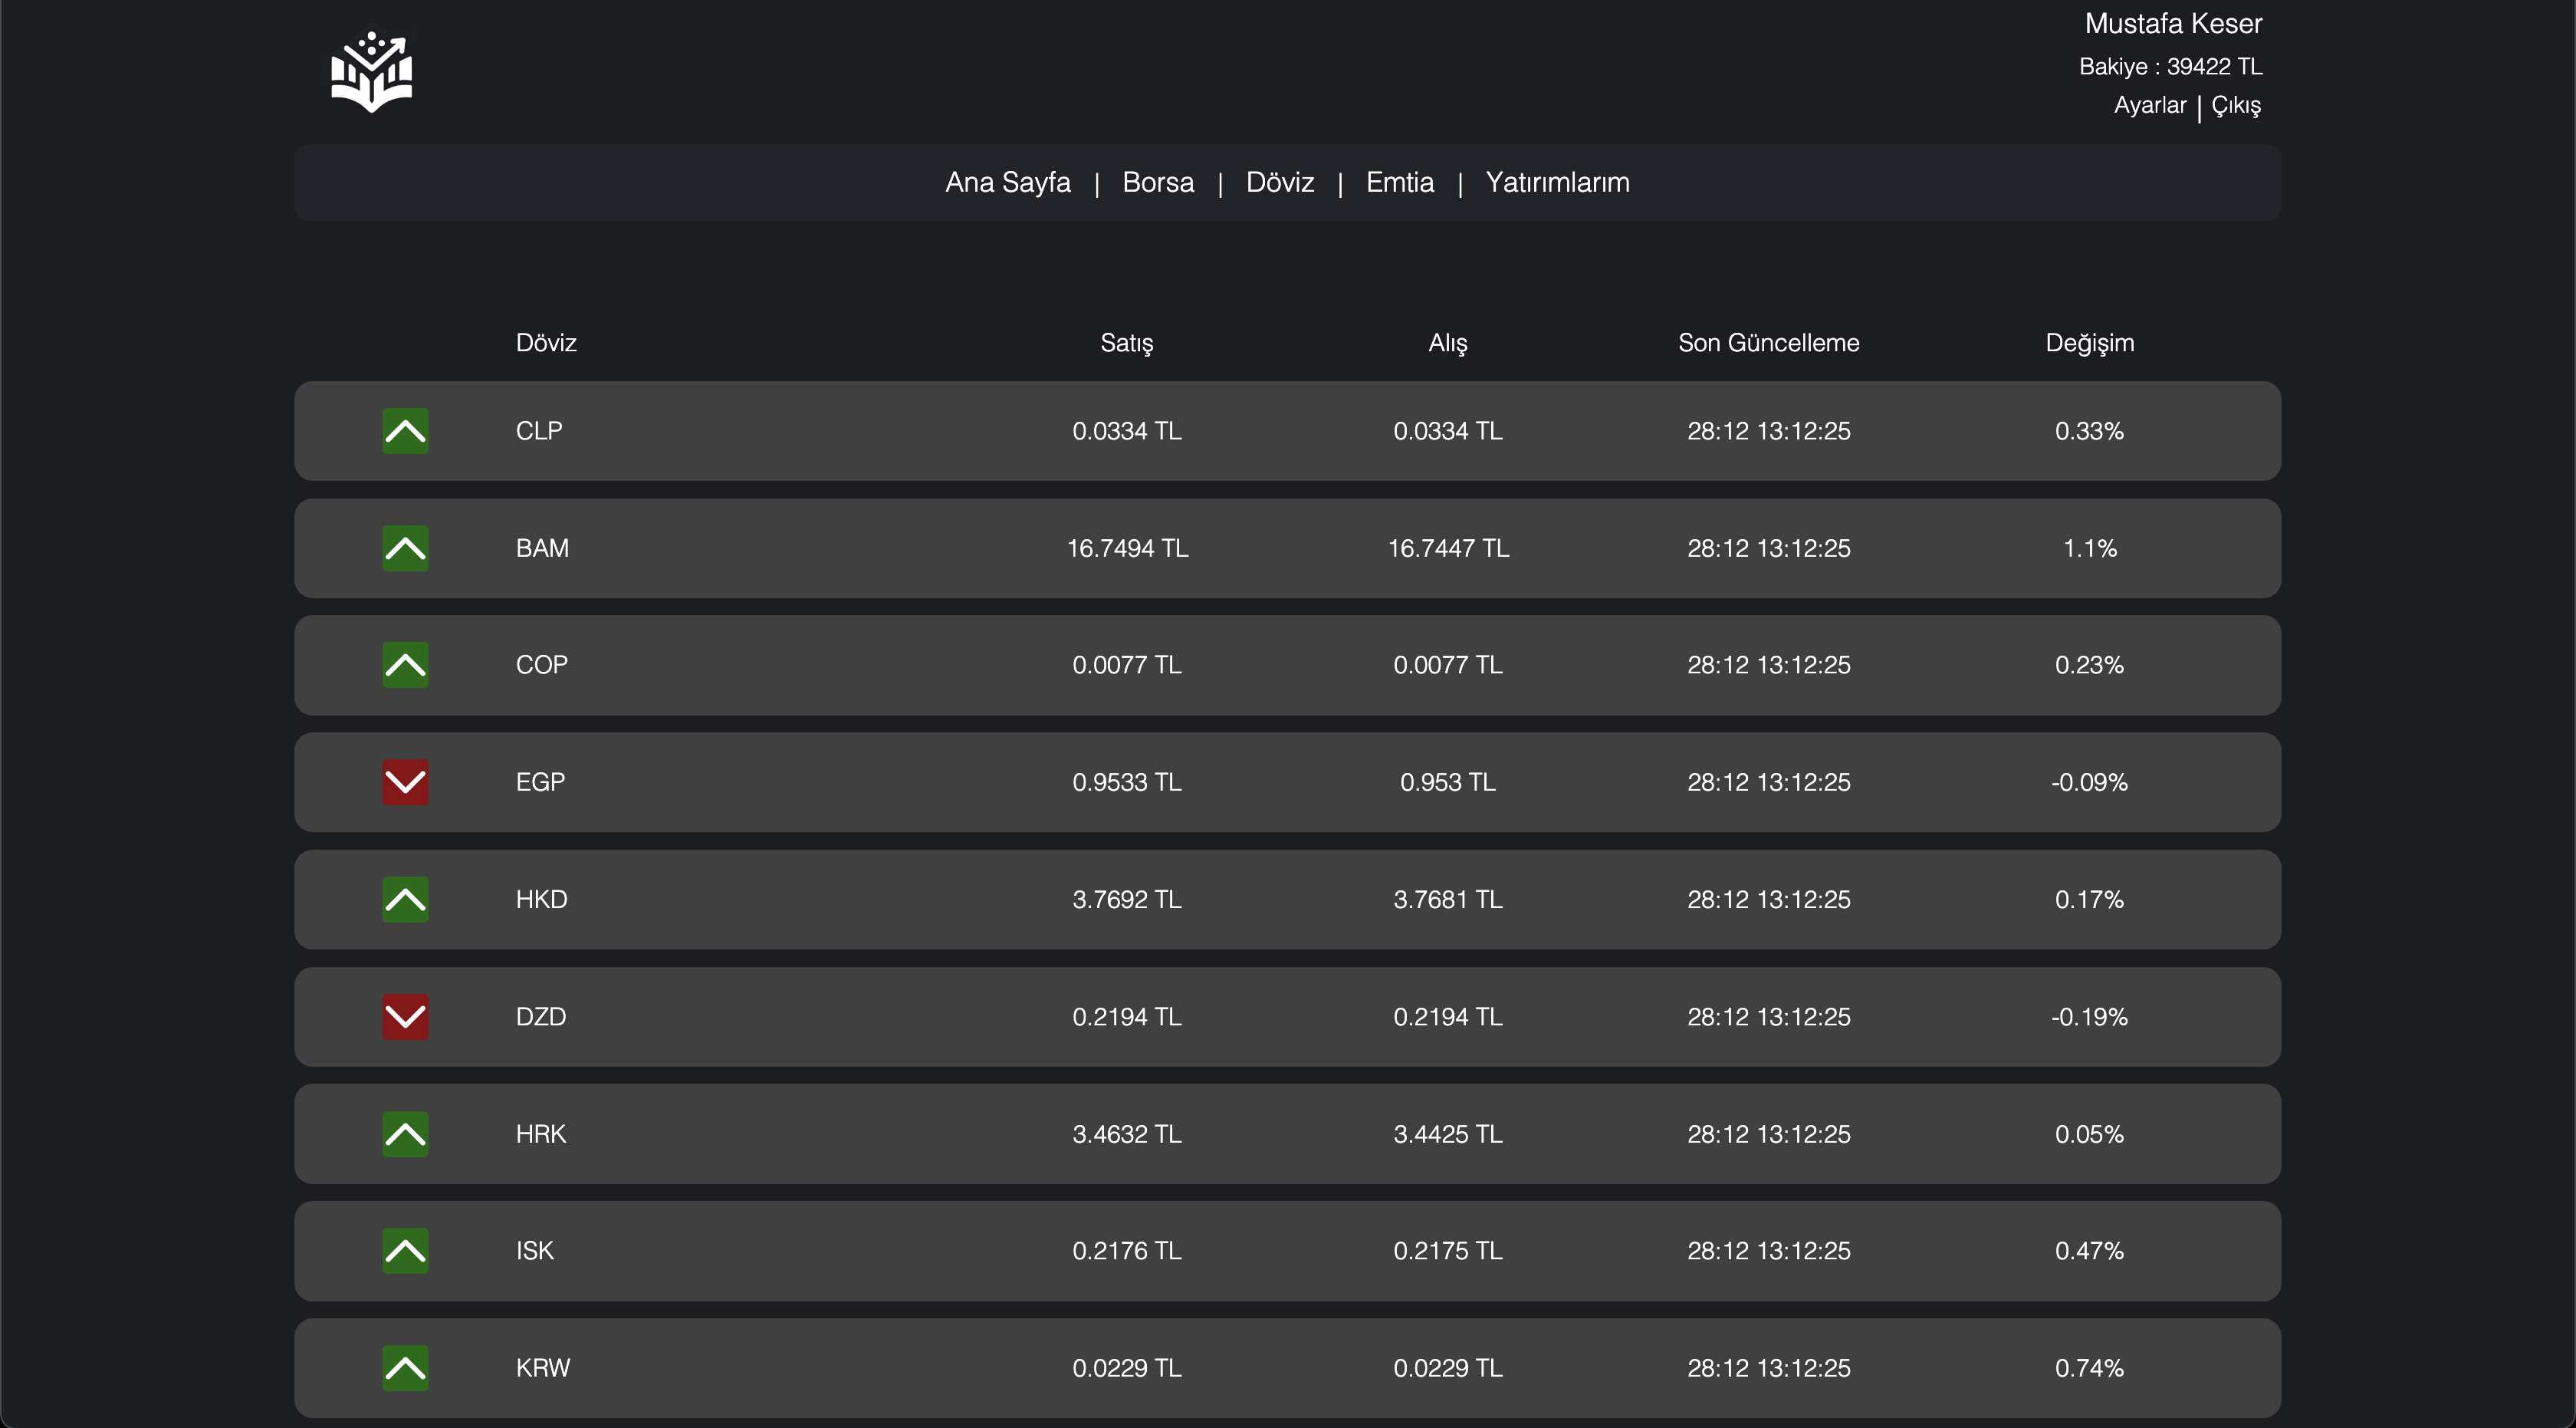 Mustafa Keser
Bakiye : 39422 TL
Ayarlar | Çıkış
Ana Sayfa | Borsa | Döviz | Emtia | Yatırımlarım
Döviz Satış Alış Son Güncelleme Değişim
CLP 0.0334 TL 0.0334 TL 28:12 13:12:25 0.33%
BAM 16.7494 TL 16.7447 TL 28:12 13:12:25 1.1%
COP 0.0077 TL 0.0077 TL 28:12 13:12:25 0.23%
EGP 0.9533 TL 0.953 TL 28:12 13:12:25 -0.09%
HKD 3.7692 TL 3.7681 TL 28:12 13:12:25 0.17%
DZD 0.2194 TL 0.2194 TL 28:12 13:12:25 -0.19%
HRK 3.4632 TL 3.4425 TL 28:12 13:12:25 0.05%
ISK 0.2176 TL 0.2175 TL 28:12 13:12:25 0.47%
KRW 0.0229 TL 0.0229 TL 28:12 13:12:25 0.74%